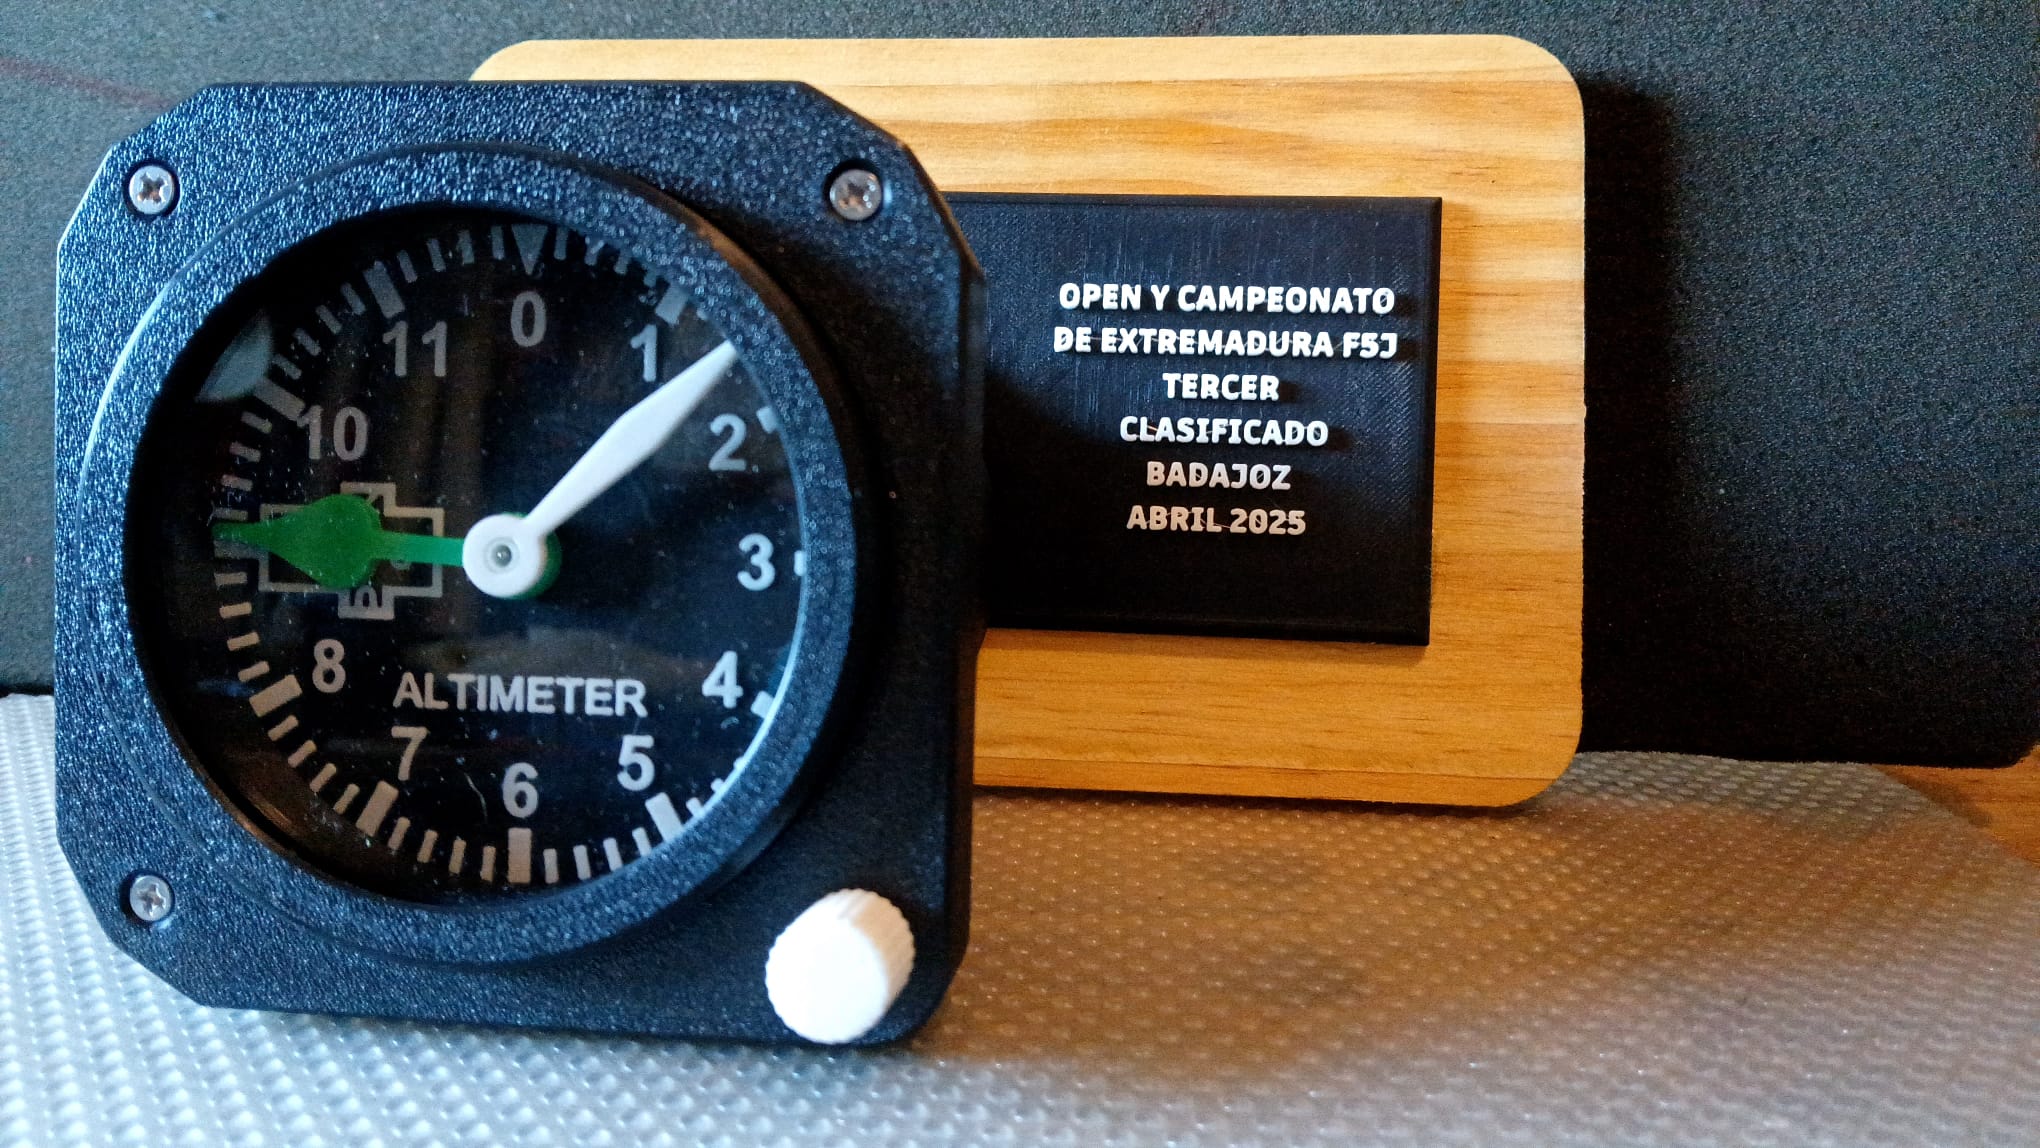 0
1
2
3
4
5
6
7
8
10
11
ALTIMETER
OPEN Y CAMPEONATO
DE EXTREMADURA F5J
TERCER
CLASIFICADO
BADAJOZ
ABRIL 2025